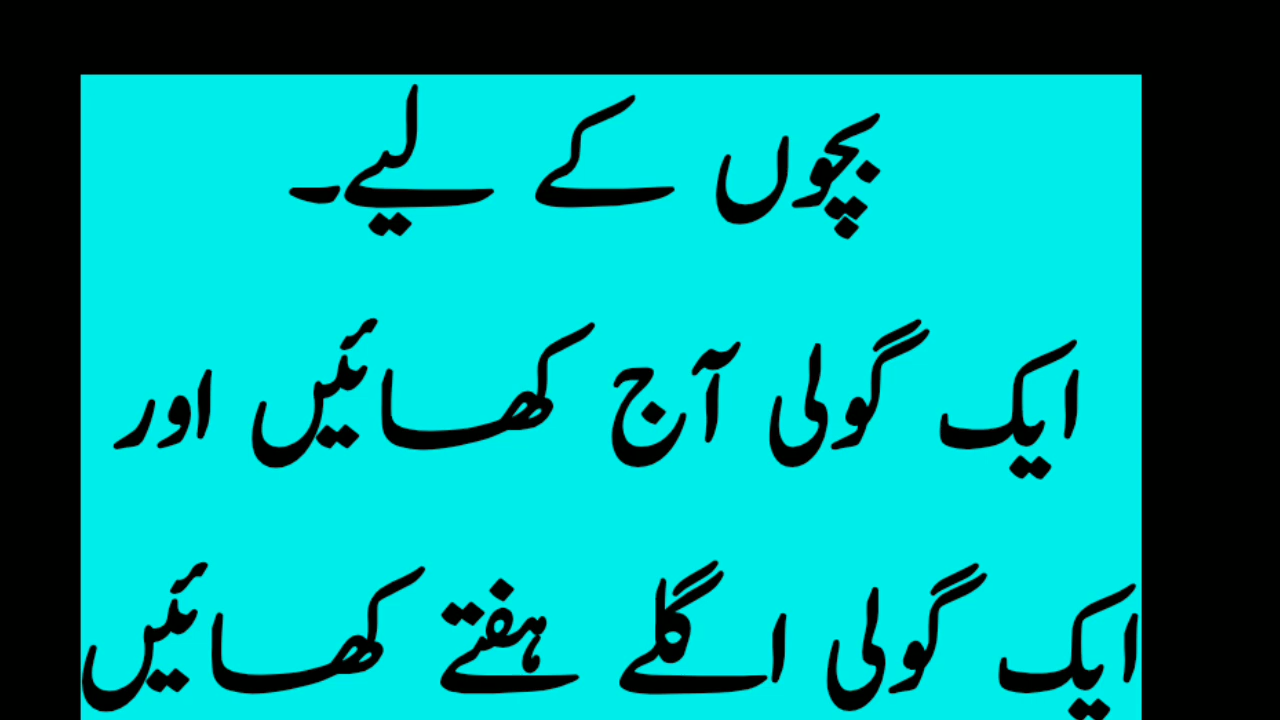 بچوں کے لیے۔
ایک گولی آج کھائیں اور
ایک گولی اگلے ہفتے کھائیں